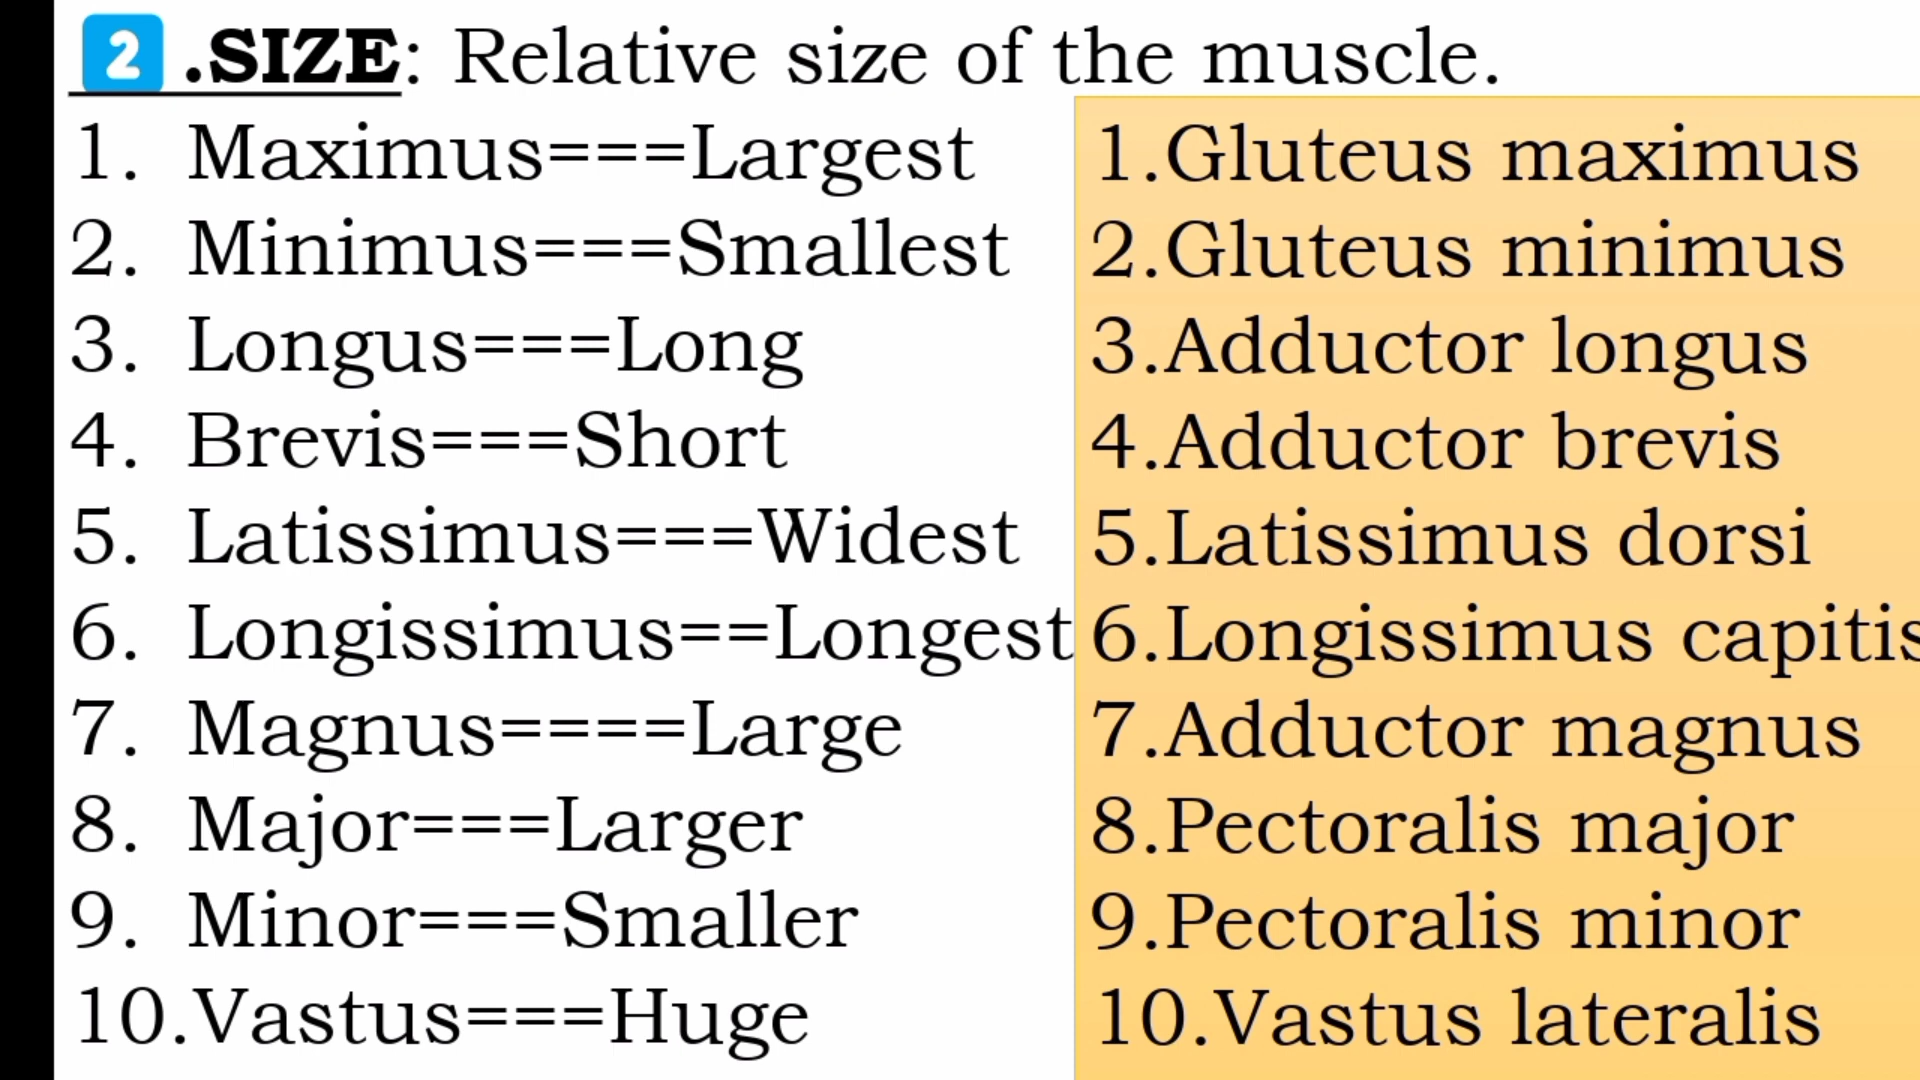 2 .SIZE: Relative size of the muscle.
1. Maximus===Largest
2. Minimus===Smallest
3. Longus===Long
4. Brevis===Short
5. Latissimus===Widest
6. Longissimus==Longest
7. Magnus====Large
8. Major===Larger
9. Minor===Smaller
10.Vastus===Huge
1.Gluteus maximus
2.Gluteus minimus
3.Adductor longus
4.Adductor brevis
5.Latissimus dorsi
6.Longissimus capitis
7.Adductor magnus
8.Pectoralis major
9.Pectoralis minor
10.Vastus lateralis